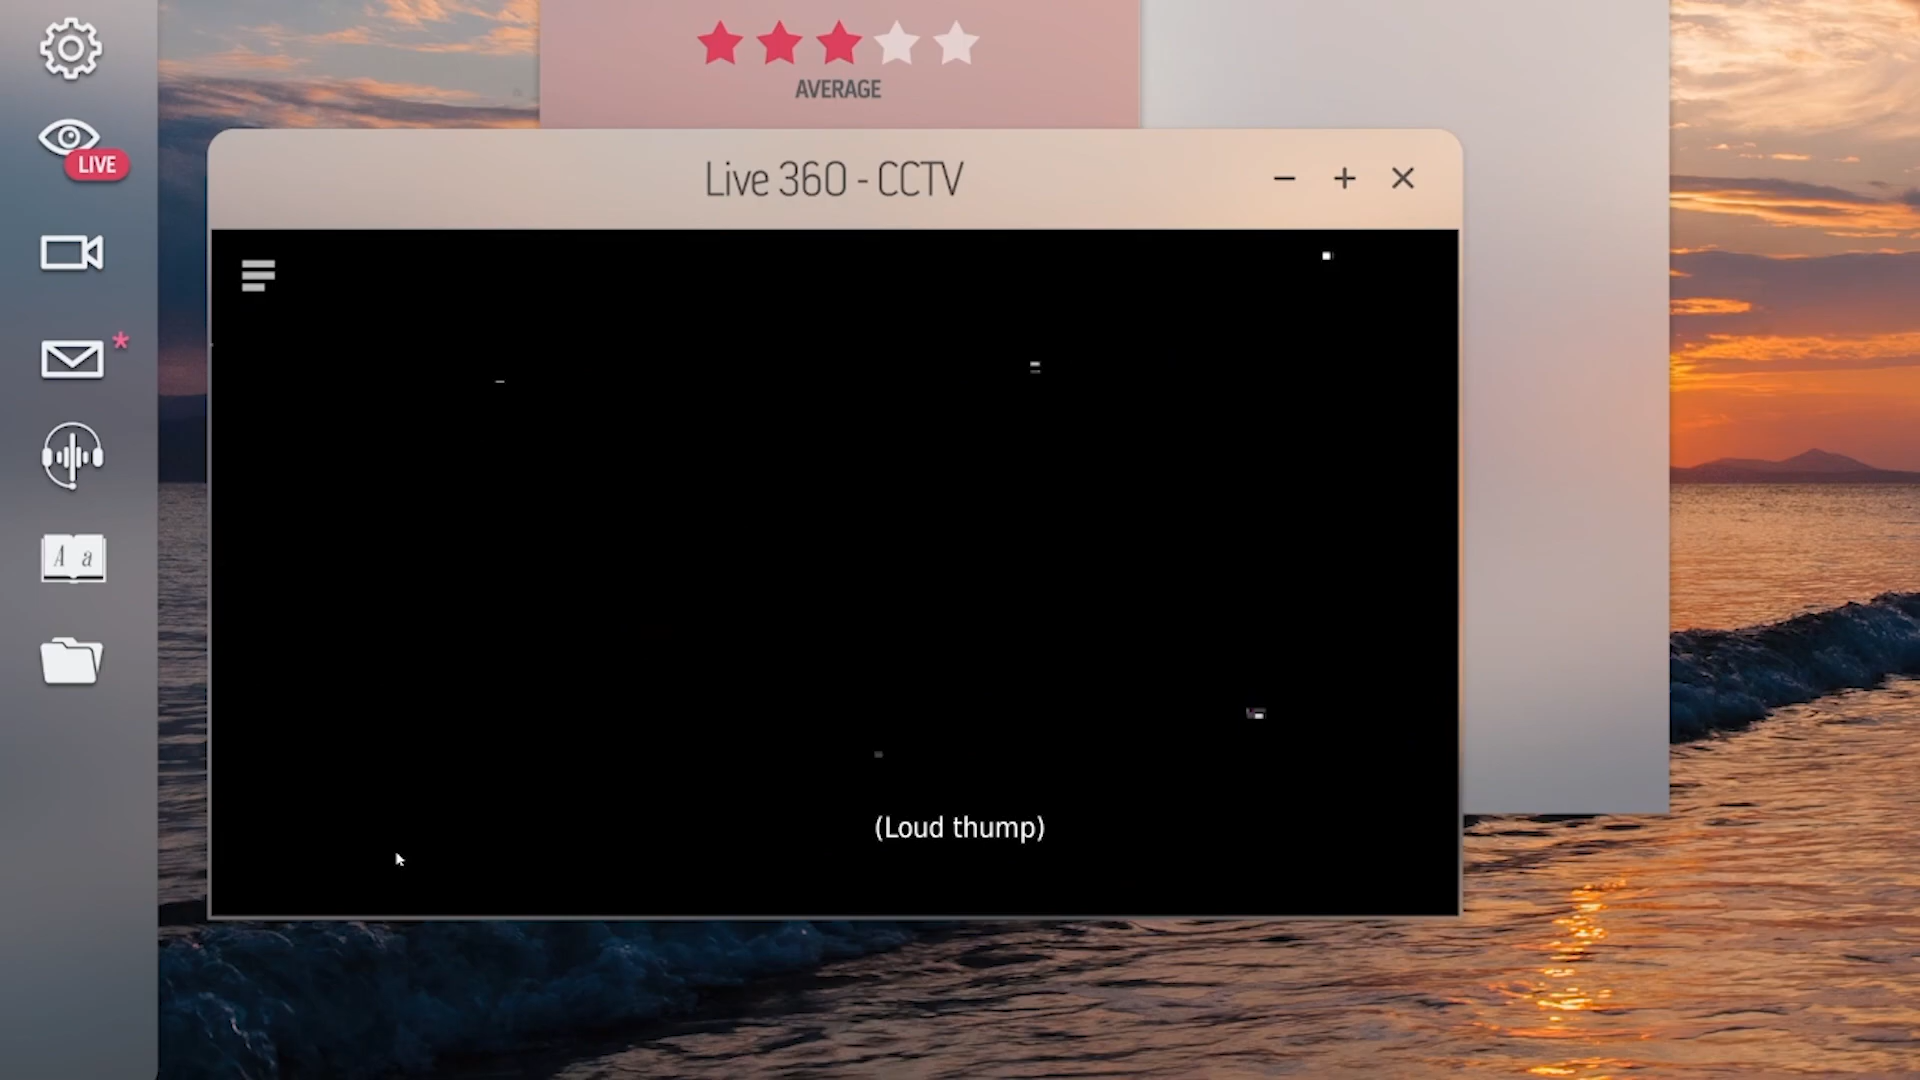 AVERAGE
LIVE
Live 360 - CCTV
A a
(Loud thump)